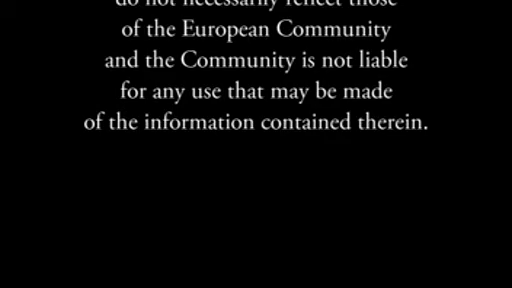 do not necessarily reflect those
of the European Community
and the Community is not liable
for any use that may be made
of the information contained therein.